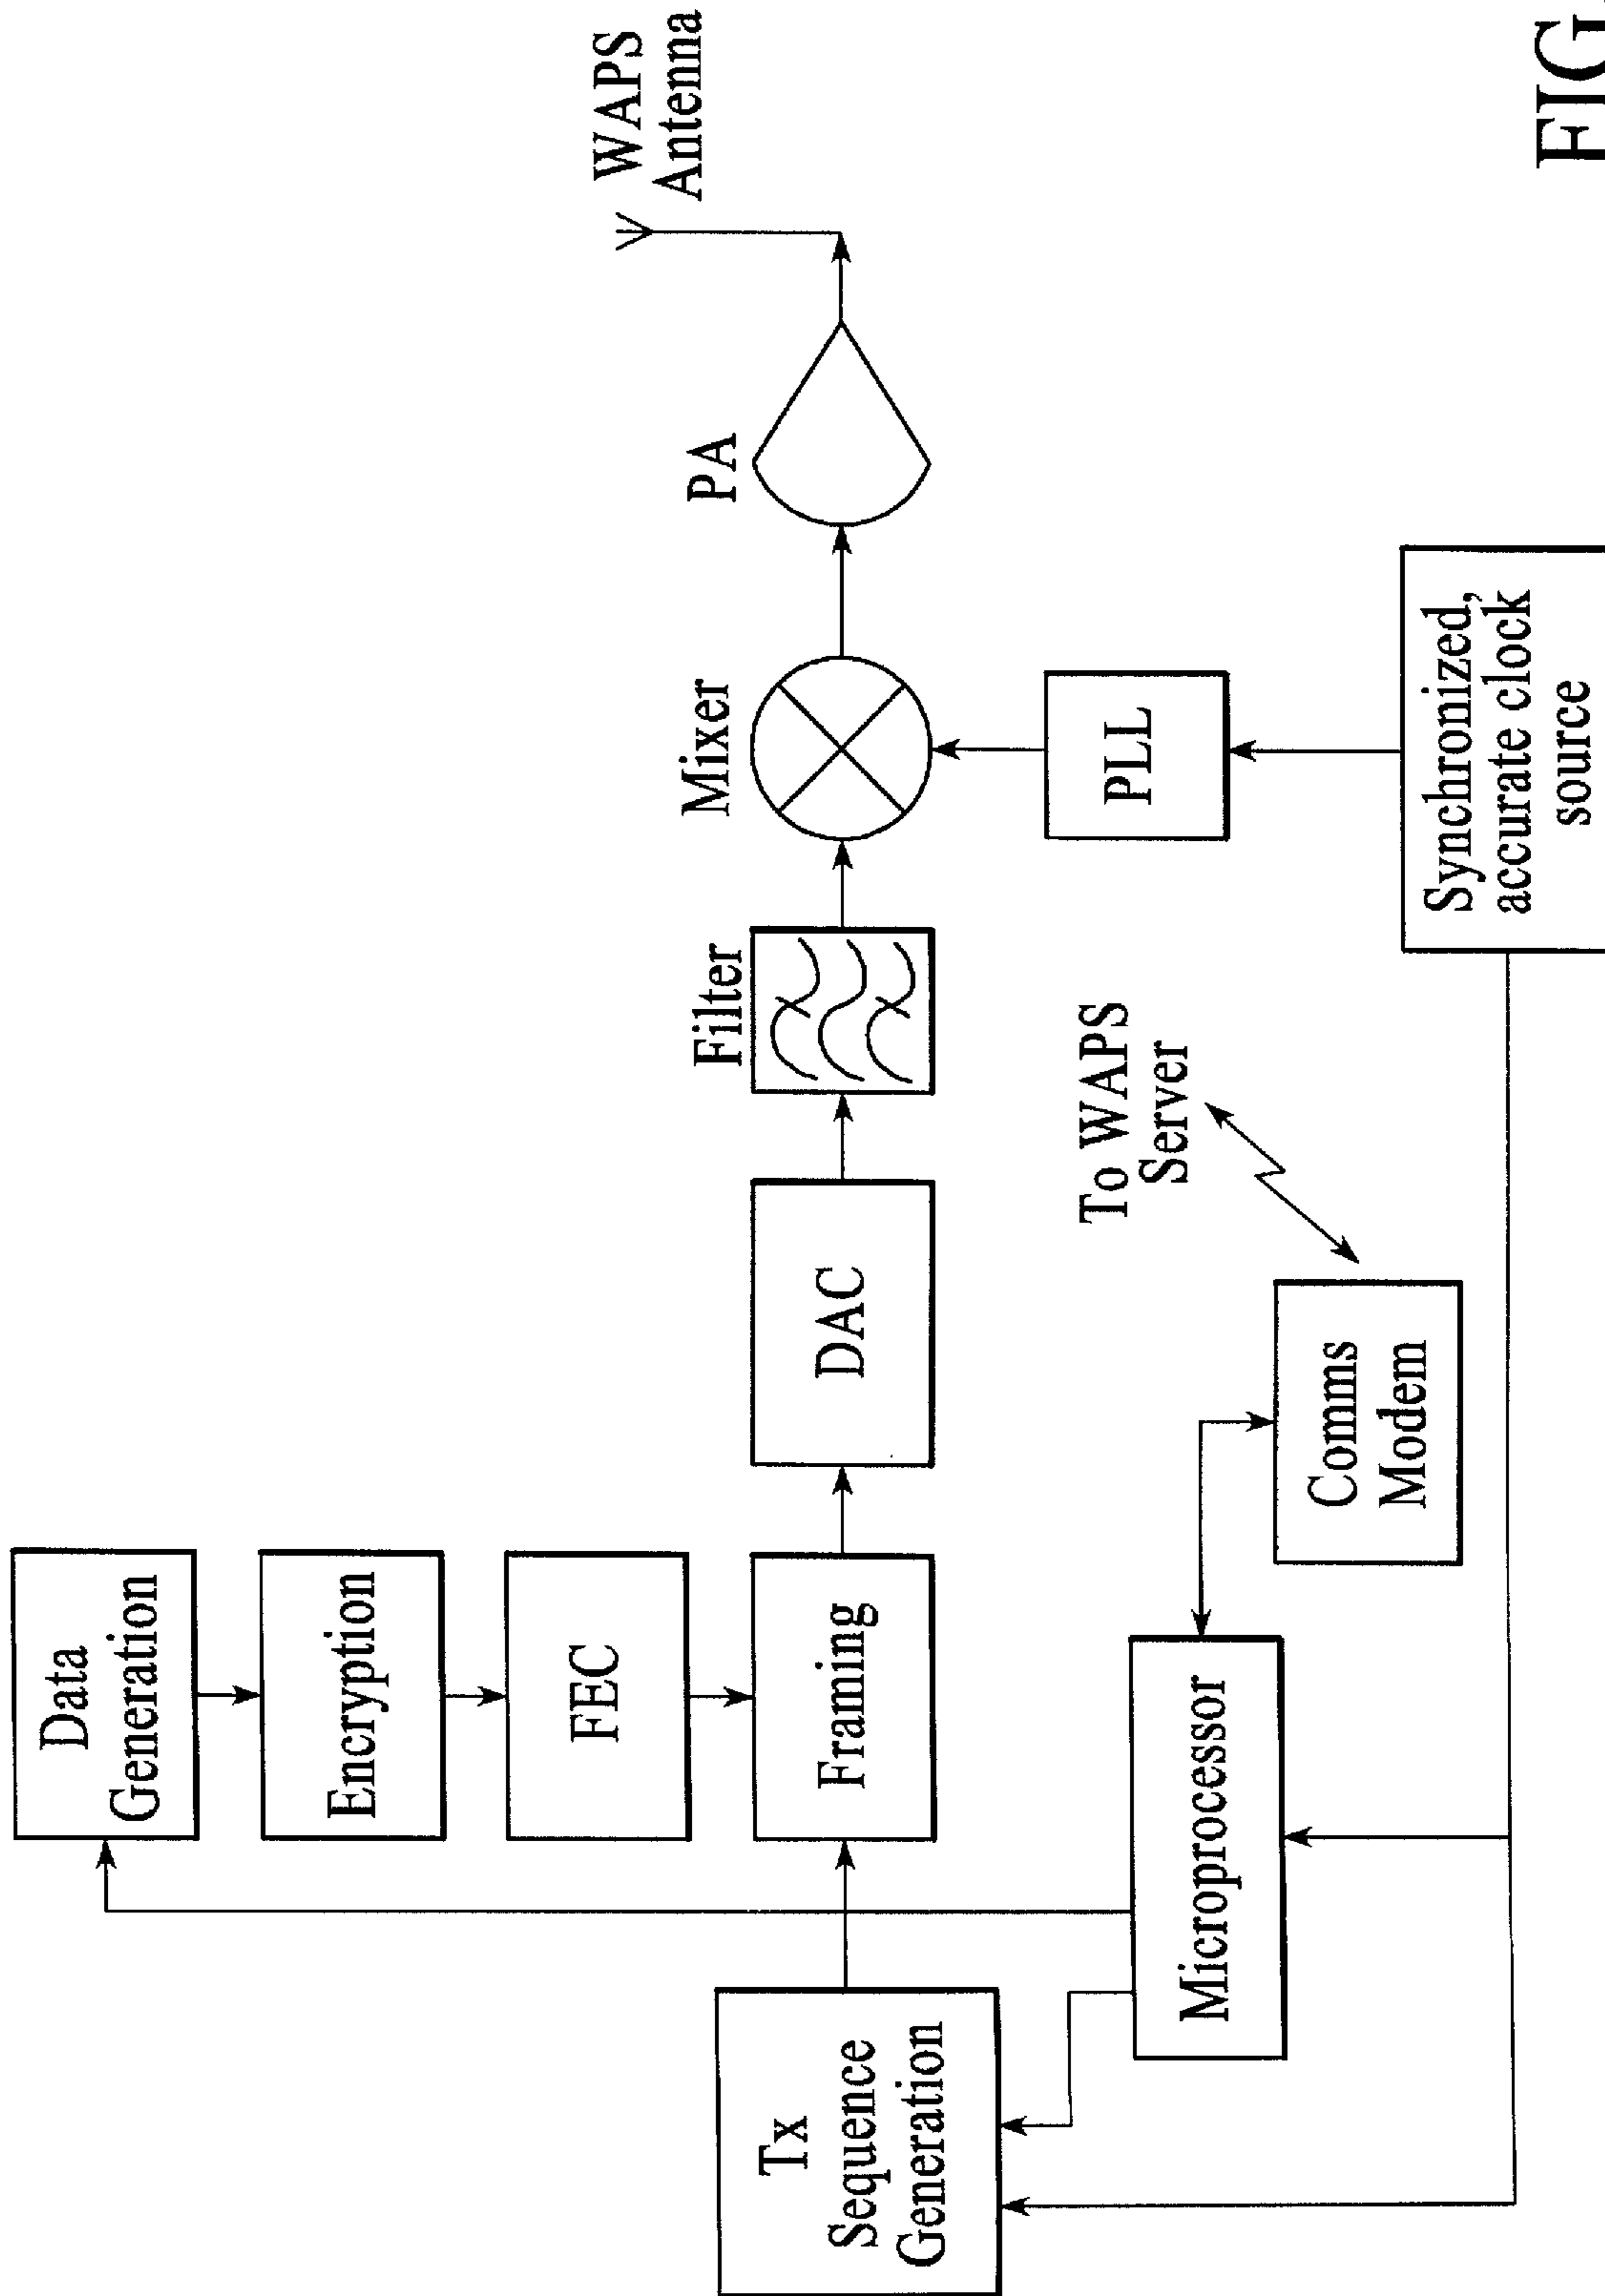 Data
Generation
Encryption
FEC
Tx
Sequence
Generation
Framing
DAC
Filter
Mixer
PA
WAPS
Antenna
Microprocessor
Comms
Modem
To WAPS
Server
PLL
Synchronized,
accurate clock
source
FIG.